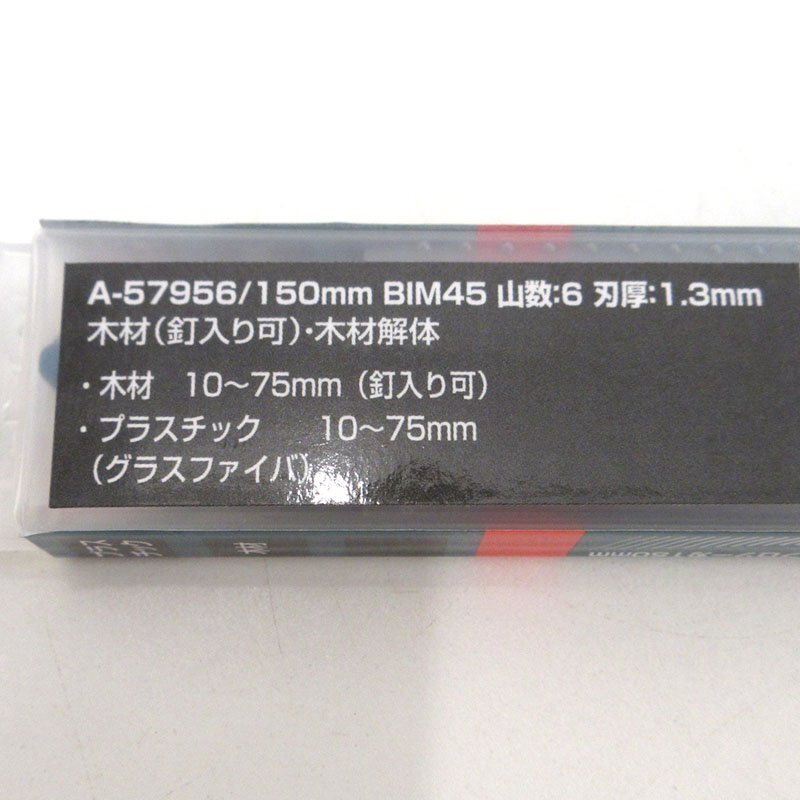 A-57956/150mm BIM45 山数:6 刃厚:1.3mm
木材(釘入り可)・木材解体
・木材 10～75mm (釘入り可)
・プラスチック 10～75mm
(グラスファイバ)